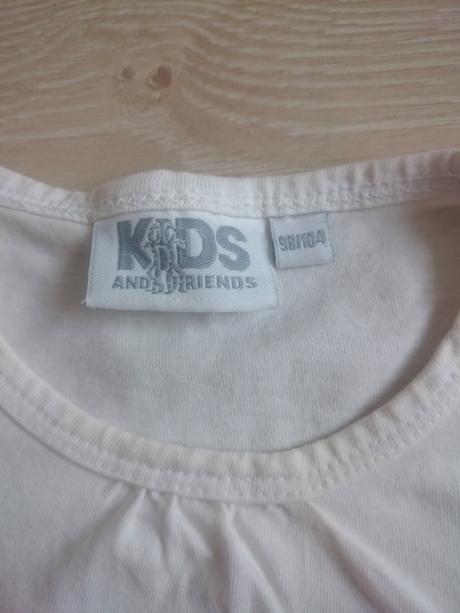 KIDS
AND FRIENDS
98/104